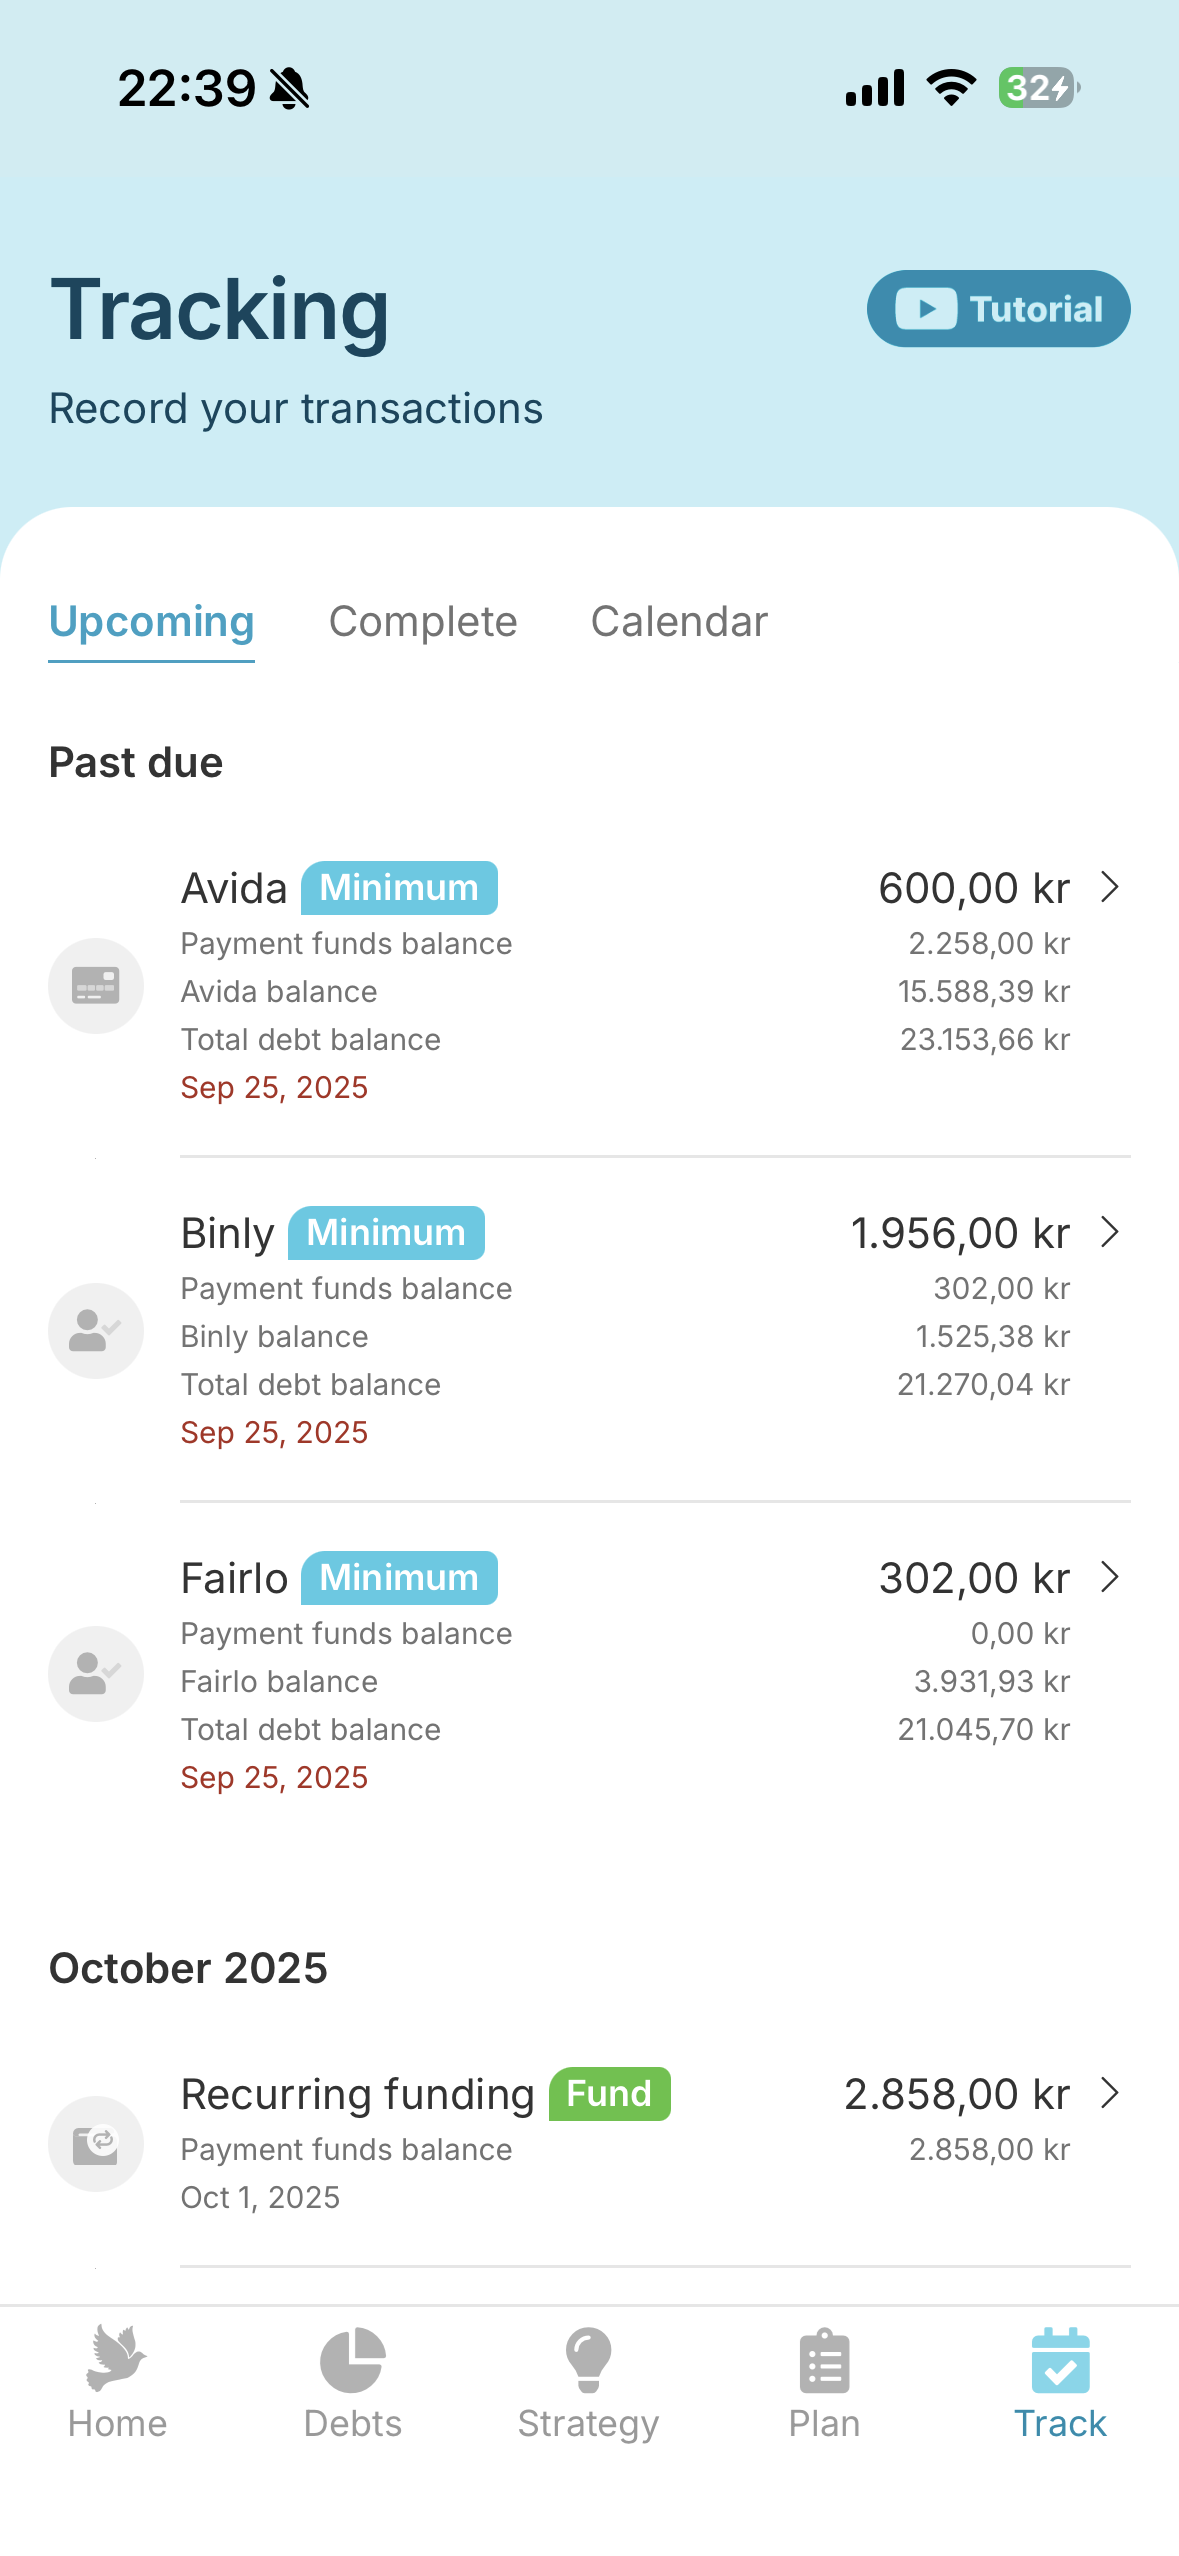 22:39
32
Tracking
Tutorial
Record your transactions
Upcoming Complete Calendar
Past due
Avida Minimum 600,00 kr
Payment funds balance 2.258,00 kr
Avida balance 15.588,39 kr
Total debt balance 23.153,66 kr
Sep 25, 2025
Binly Minimum 1.956,00 kr
Payment funds balance 302,00 kr
Binly balance 1.525,38 kr
Total debt balance 21.270,04 kr
Sep 25, 2025
Fairlo Minimum 302,00 kr
Payment funds balance 0,00 kr
Fairlo balance 3.931,93 kr
Total debt balance 21.045,70 kr
Sep 25, 2025
October 2025
Recurring funding Fund 2.858,00 kr
Payment funds balance 2.858,00 kr
Oct 1, 2025
Home Debts Strategy Plan Track